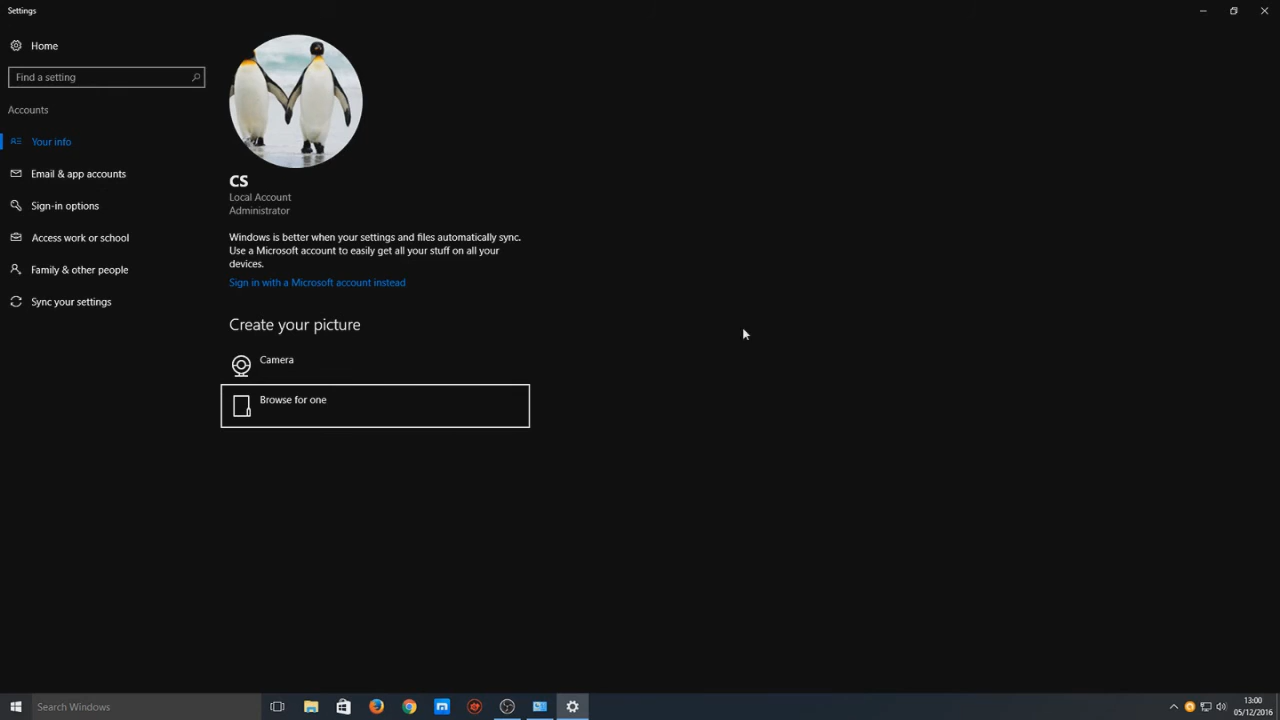 Settings
Home
Find a setting
Accounts
Your info
Email & app accounts
Sign-in options
Access work or school
Family & other people
Sync your settings
CS
Local Account
Administrator
Windows is better when your settings and files automatically sync.
Use a Microsoft account to easily get all your stuff on all your
devices.
Sign in with a Microsoft account instead
Create your picture
Camera
Browse for one
Search Windows
13:00
05/12/2016